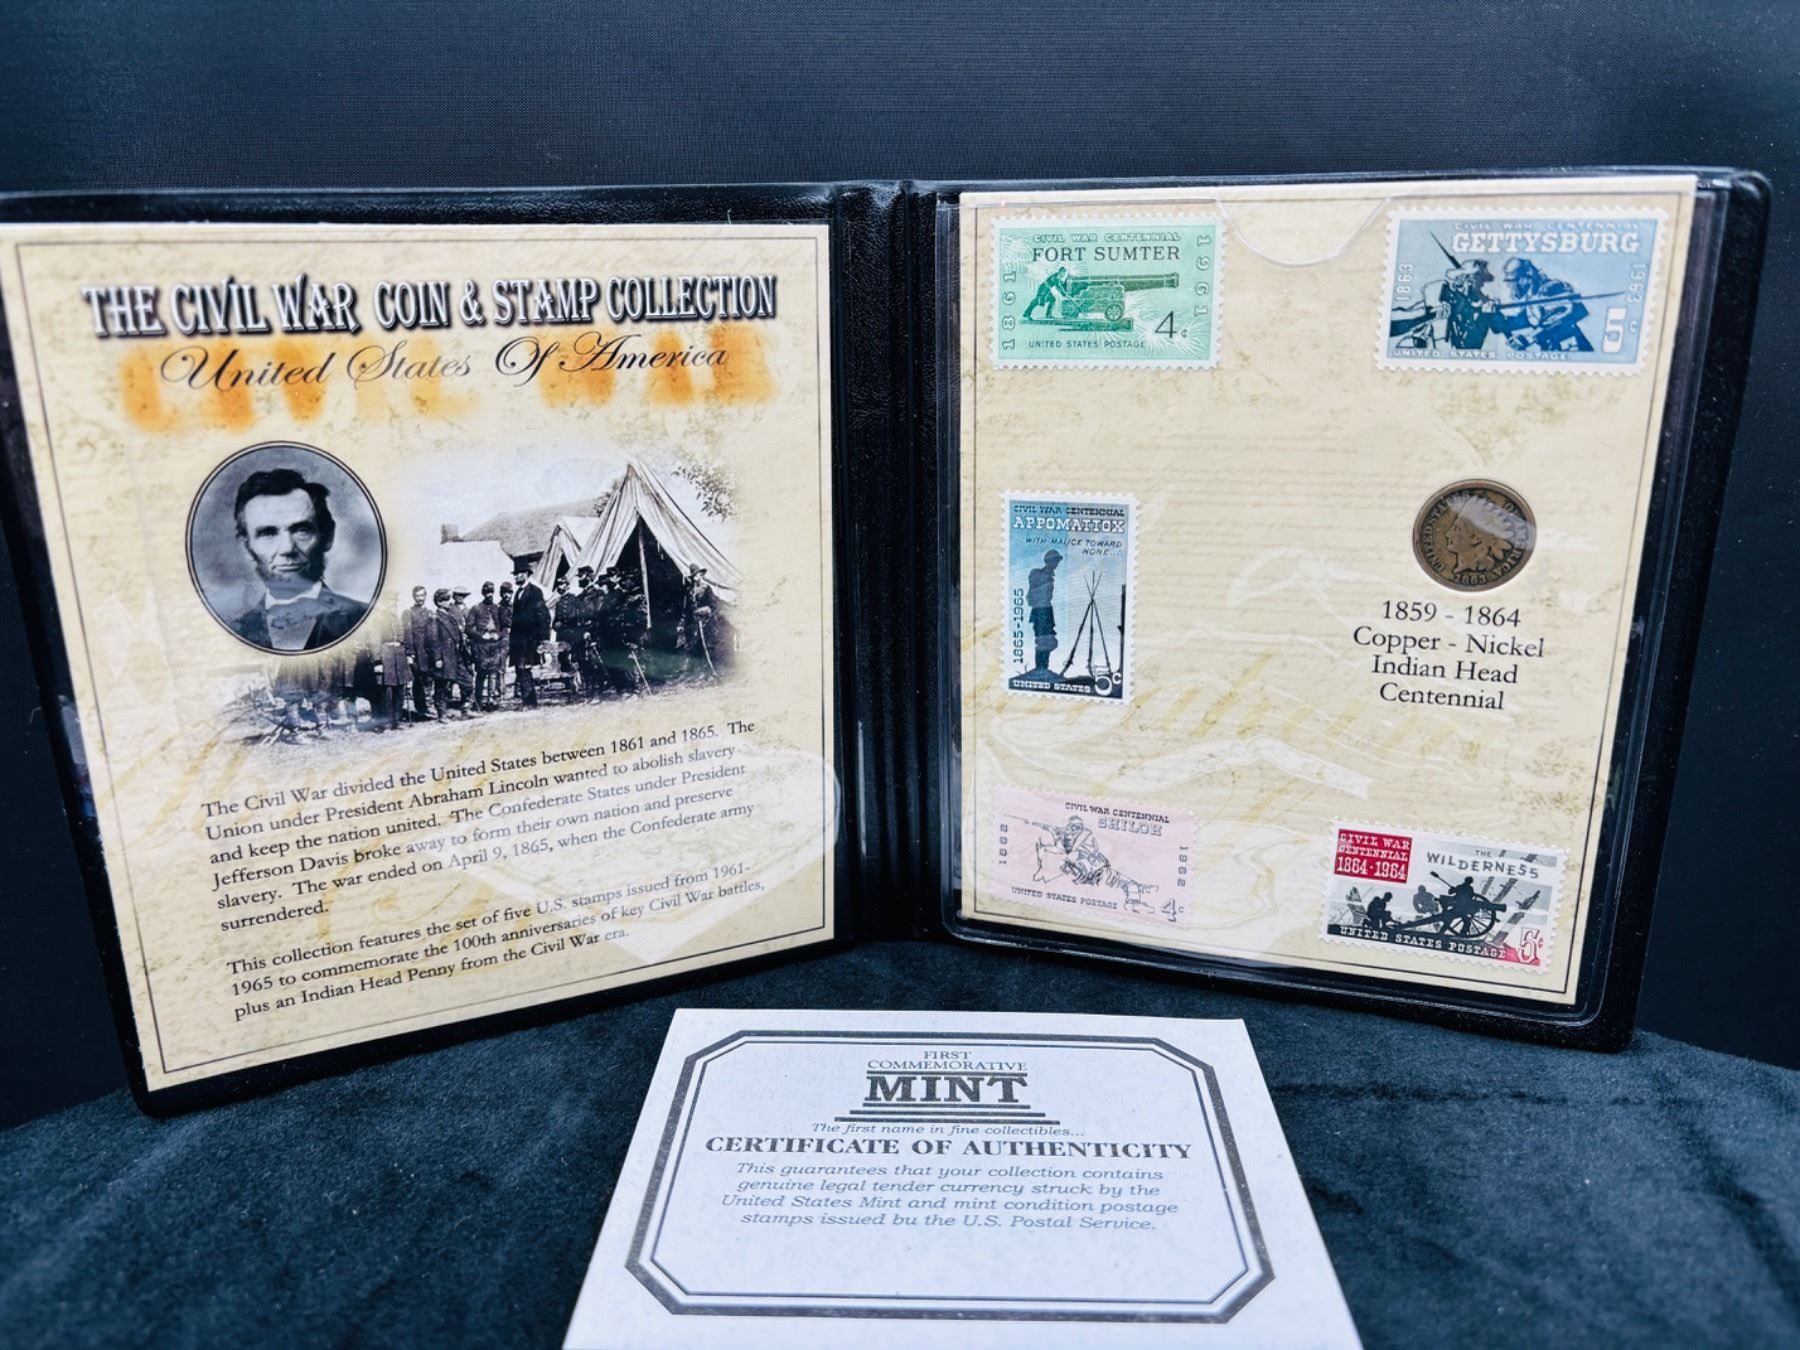 THE CIVIL WAR COIN & STAMP COLLECTION
United States Of America
CIVIL WAR
The Civil War divided the United States between 1861 and 1865. The
Union under President Abraham Lincoln wanted to abolish slavery
and keep the nation united. The Confederate States under President
Jefferson Davis broke away to form their own nation and preserve
slavery. The war ended on April 9, 1865, when the Confederate army
surrendered.
This collection features the set of five U.S. stamps issued from 1961-
1965 to commemorate the 100th anniversaries of key Civil War battles,
plus an Indian Head Penny from the Civil War era.
CIVIL WAR CENTENNIAL
FORT SUMTER
1861
1961
4¢
UNITED STATES POSTAGE
CIVIL WAR CENTENNIAL
GETTYSBURG
1863
1963
5¢
UNITED STATES POSTAGE
CIVIL WAR CENTENNIAL
APPOMATTOX
WITH MALICE TOWARD
NONE...
1865-1965
UNITED STATES 5¢
UNITED STATES OF AMERICA
1863
1859 - 1864
Copper - Nickel
Indian Head
Centennial
CIVIL WAR CENTENNIAL
SHILOH
1862
1962
UNITED STATES POSTAGE
4¢
CIVIL WAR
CENTENNIAL
1864-1964
THE
WILDERNESS
UNITED STATES POSTAGE 5¢
FIRST
COMMEMORATIVE
MINT
The first name in fine collectibles...
CERTIFICATE OF AUTHENTICITY
This guarantees that your collection contains
genuine legal tender currency struck by the
United States Mint and mint condition postage
stamps issued by the U.S. Postal Service.